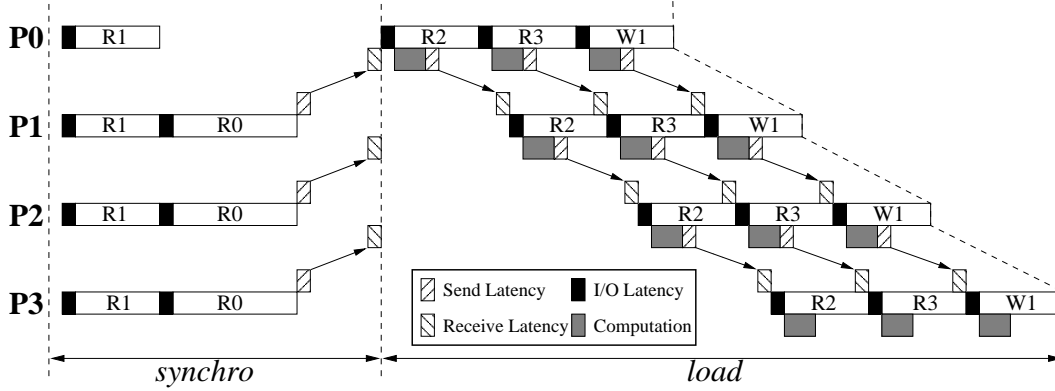 P0 R1 R2 R3 W1
P1 R1 R0 R2 R3 W1
P2 R1 R0 R2 R3 W1
P3 R1 R0 R2 R3 W1
Send Latency I/O Latency
Receive Latency Computation
synchro load